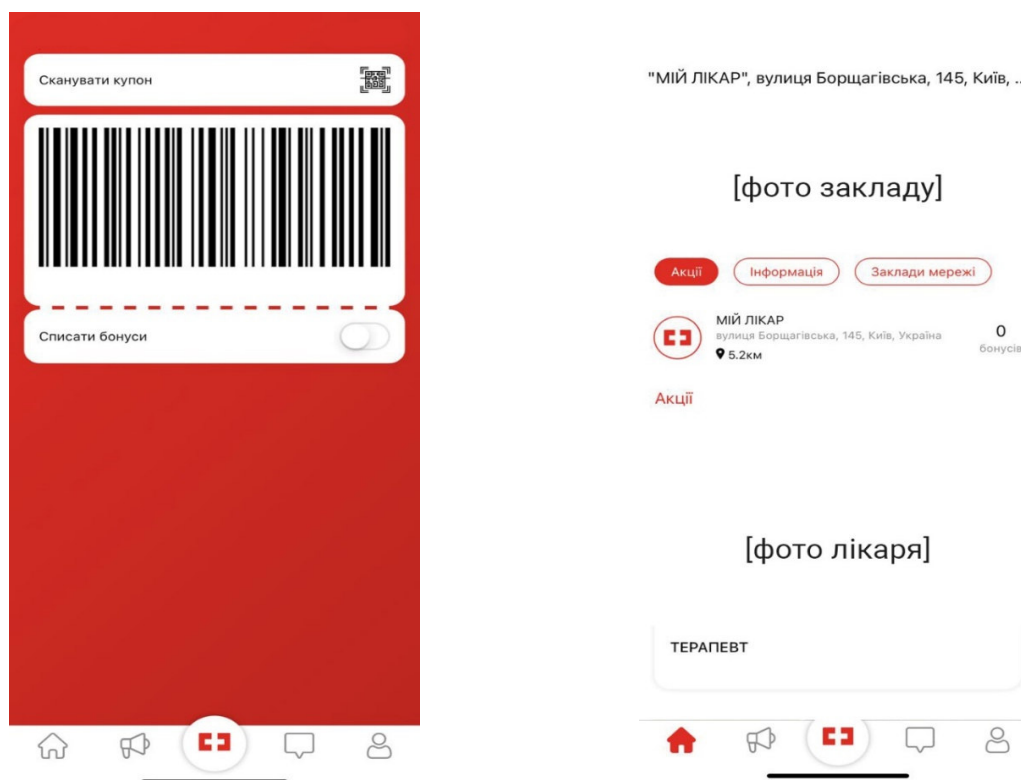 Сканувати купон
Списати бонуси
"МІЙ ЛІКАР", вулиця Борщагівська, 145, Київ, ..
[фото закладу]
Акції
Інформація
Заклади мережі
МІЙ ЛІКАР
вулиця Борщагівська, 145, Київ, Україна
5.2км
0
бонусів
Акції
[фото лікаря]
ТЕРАПЕВТ